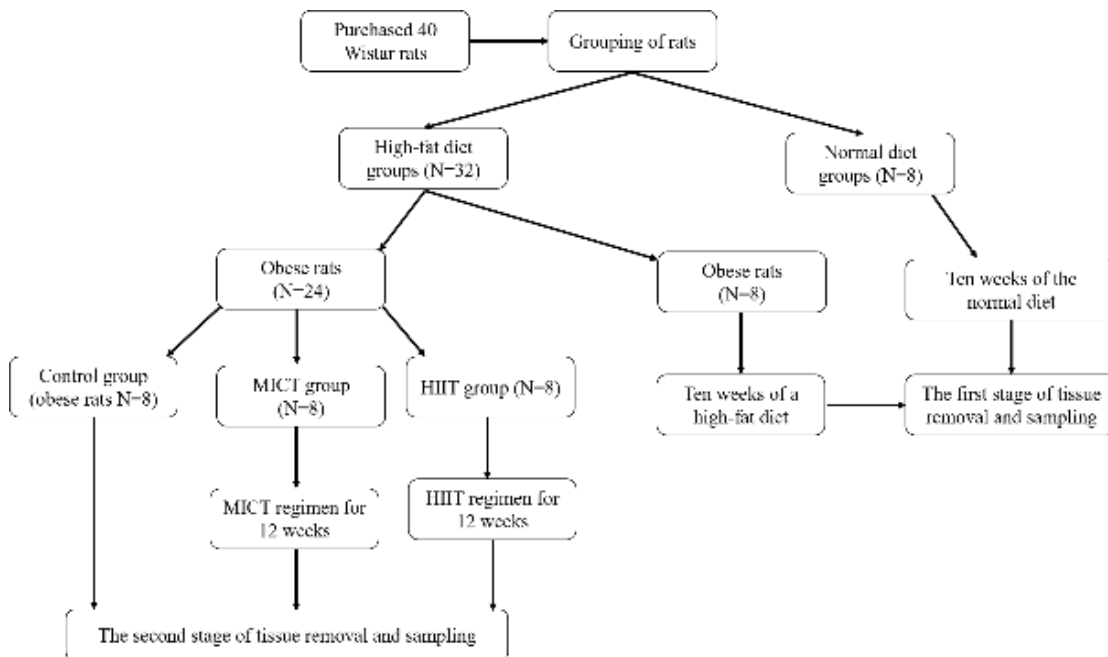 Purchased 40
Wistar rats
Grouping of rats
High-fat diet
groups (N=32)
Normal diet
groups (N=8)
Obese rats
(N=24)
Obese rats
(N=8)
Ten weeks of the
normal diet
Control group
(obese rats N=8)
MICT group
(N=8)
HIIT group (N=8)
Ten weeks of a
high-fat diet
The first stage of tissue
removal and sampling
MICT regimen for
12 weeks
HIIT regimen for
12 weeks
The second stage of tissue removal and sampling